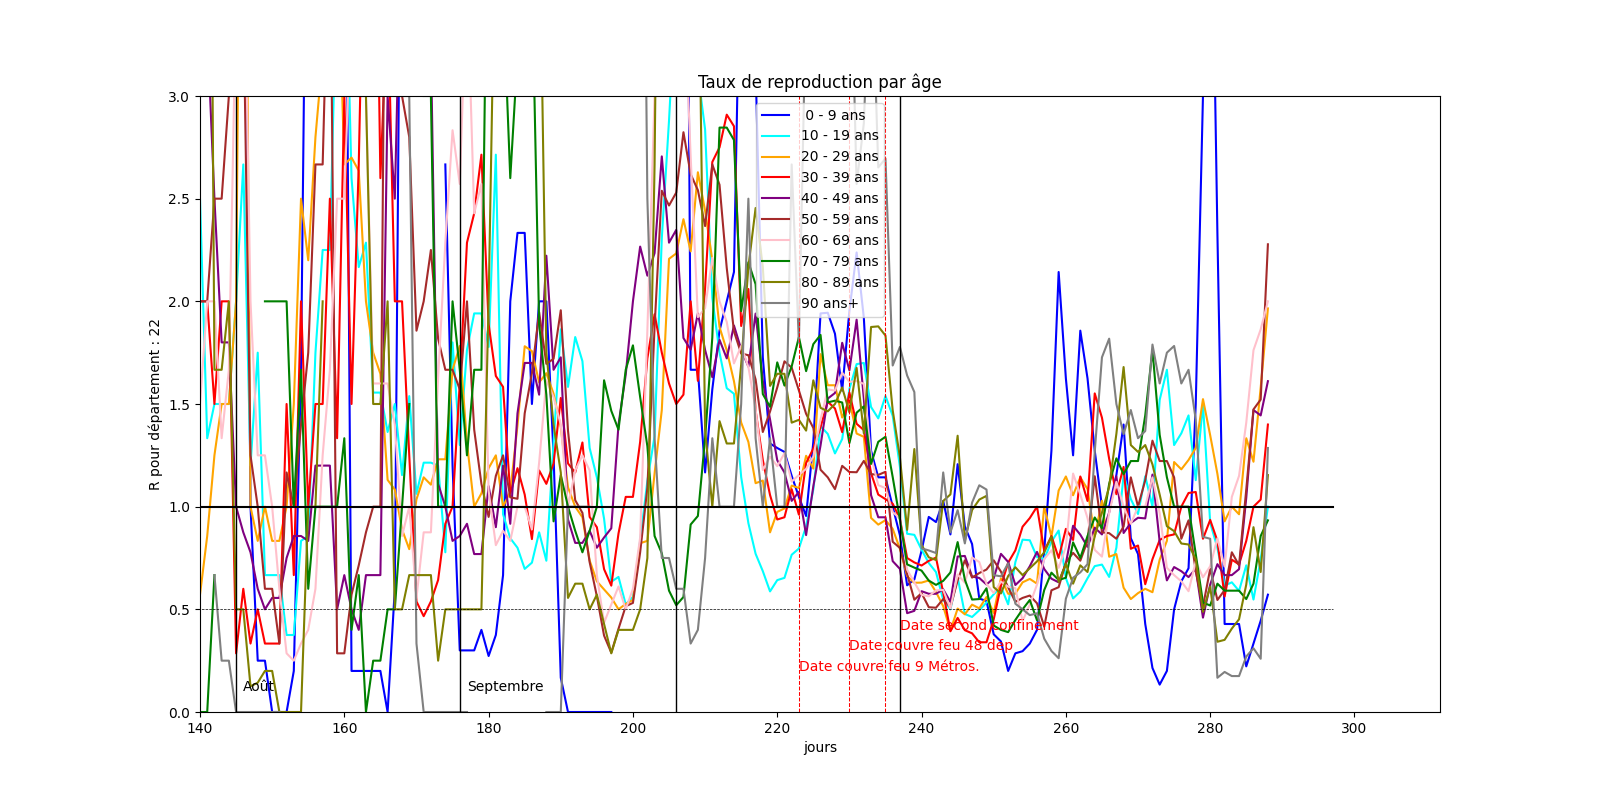 Taux de reproduction par âge
R pour département : 22
3.0
2.5
2.0
1.5
1.0
0.5
0.0
0 - 9 ans
10 - 19 ans
20 - 29 ans
30 - 39 ans
40 - 49 ans
50 - 59 ans
60 - 69 ans
70 - 79 ans
80 - 89 ans
90 ans+
Date second confinement
Date couvre feu 48 dep
Date couvre feu 9 Métros.
Août
Septembre
140 160 180 200 220 240 260 280 300
jours